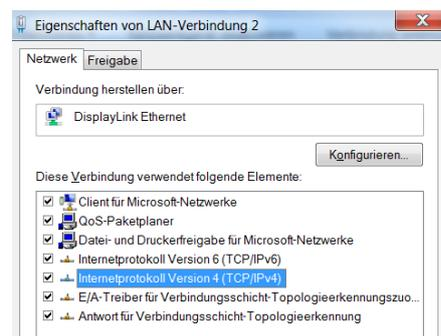 Eigenschaften von LAN-Verbindung 2
Netzwerk Freigabe
Verbindung herstellen über:
DisplayLink Ethernet
Konfigurieren...
Diese Verbindung verwendet folgende Elemente:
Client für Microsoft-Netzwerke
QoS-Paketplaner
Datei- und Druckerfreigabe für Microsoft-Netzwerke
Internetprotokoll Version 6 (TCP/IPv6)
Internetprotokoll Version 4 (TCP/IPv4)
E/A-Treiber für Verbindungsschicht-Topologieerkennungszuo...
Antwort für Verbindungsschicht-Topologieerkennung